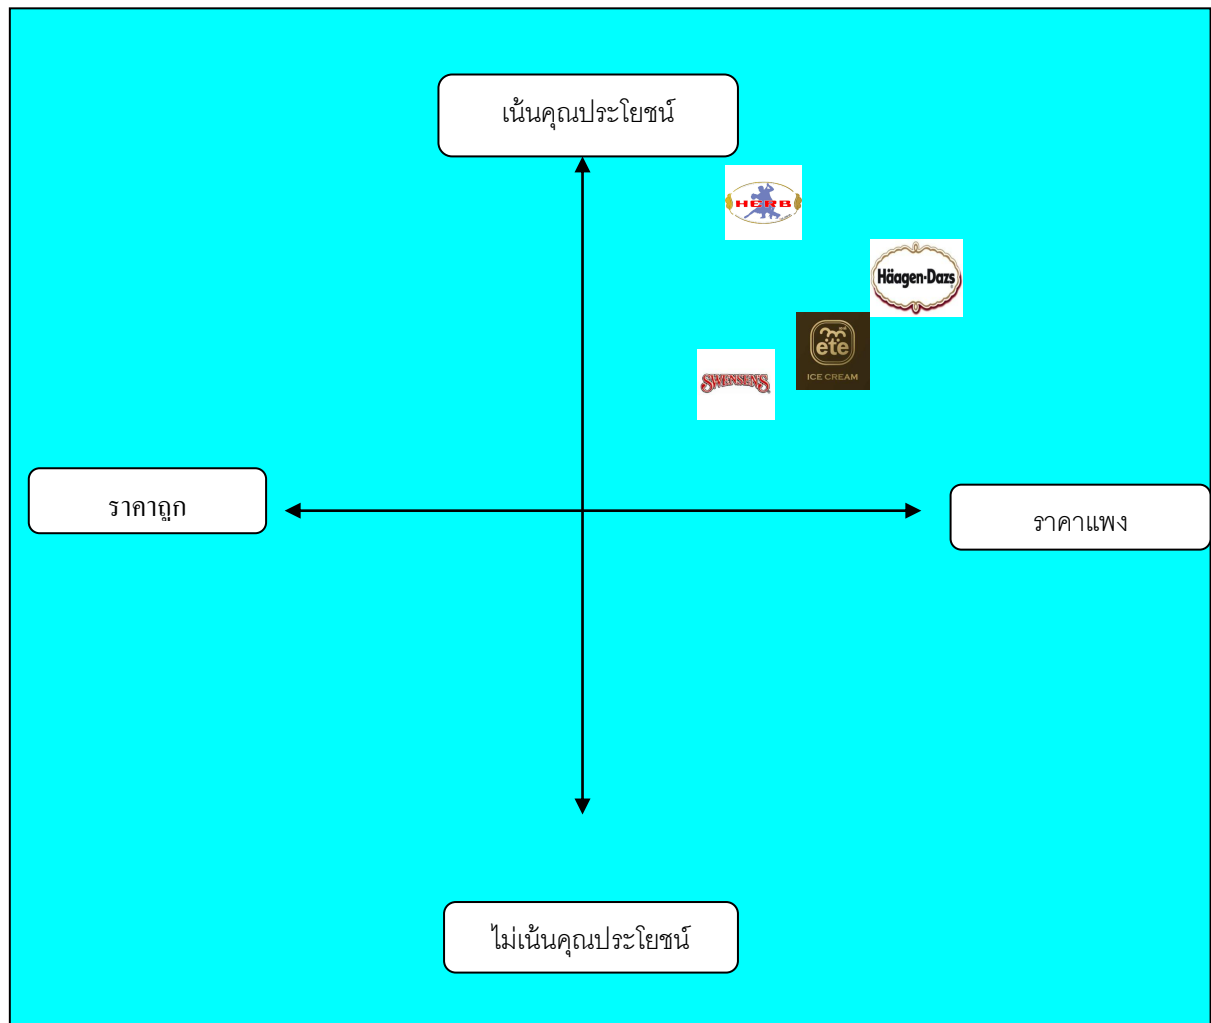 เน้นคุณประโยชน์
HERB
Häagen-Dazs
ete
ICE CREAM
SWENSEN'S
ราคาถูก
ราคาแพง
ไม่เน้นคุณประโยชน์